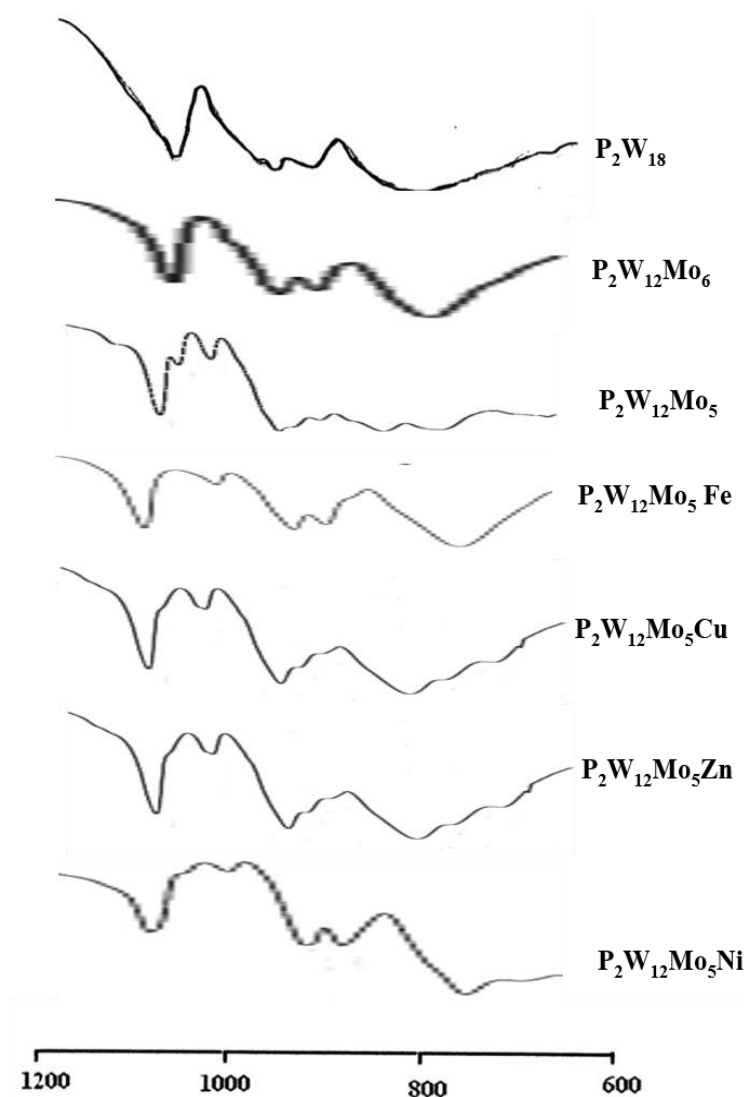 P₂W₁₈
P₂W₁₂Mo₆
P₂W₁₂Mo₅
P₂W₁₂Mo₅ Fe
P₂W₁₂Mo₅Cu
P₂W₁₂Mo₅Zn
P₂W₁₂Mo₅Ni
1200 1000 800 600